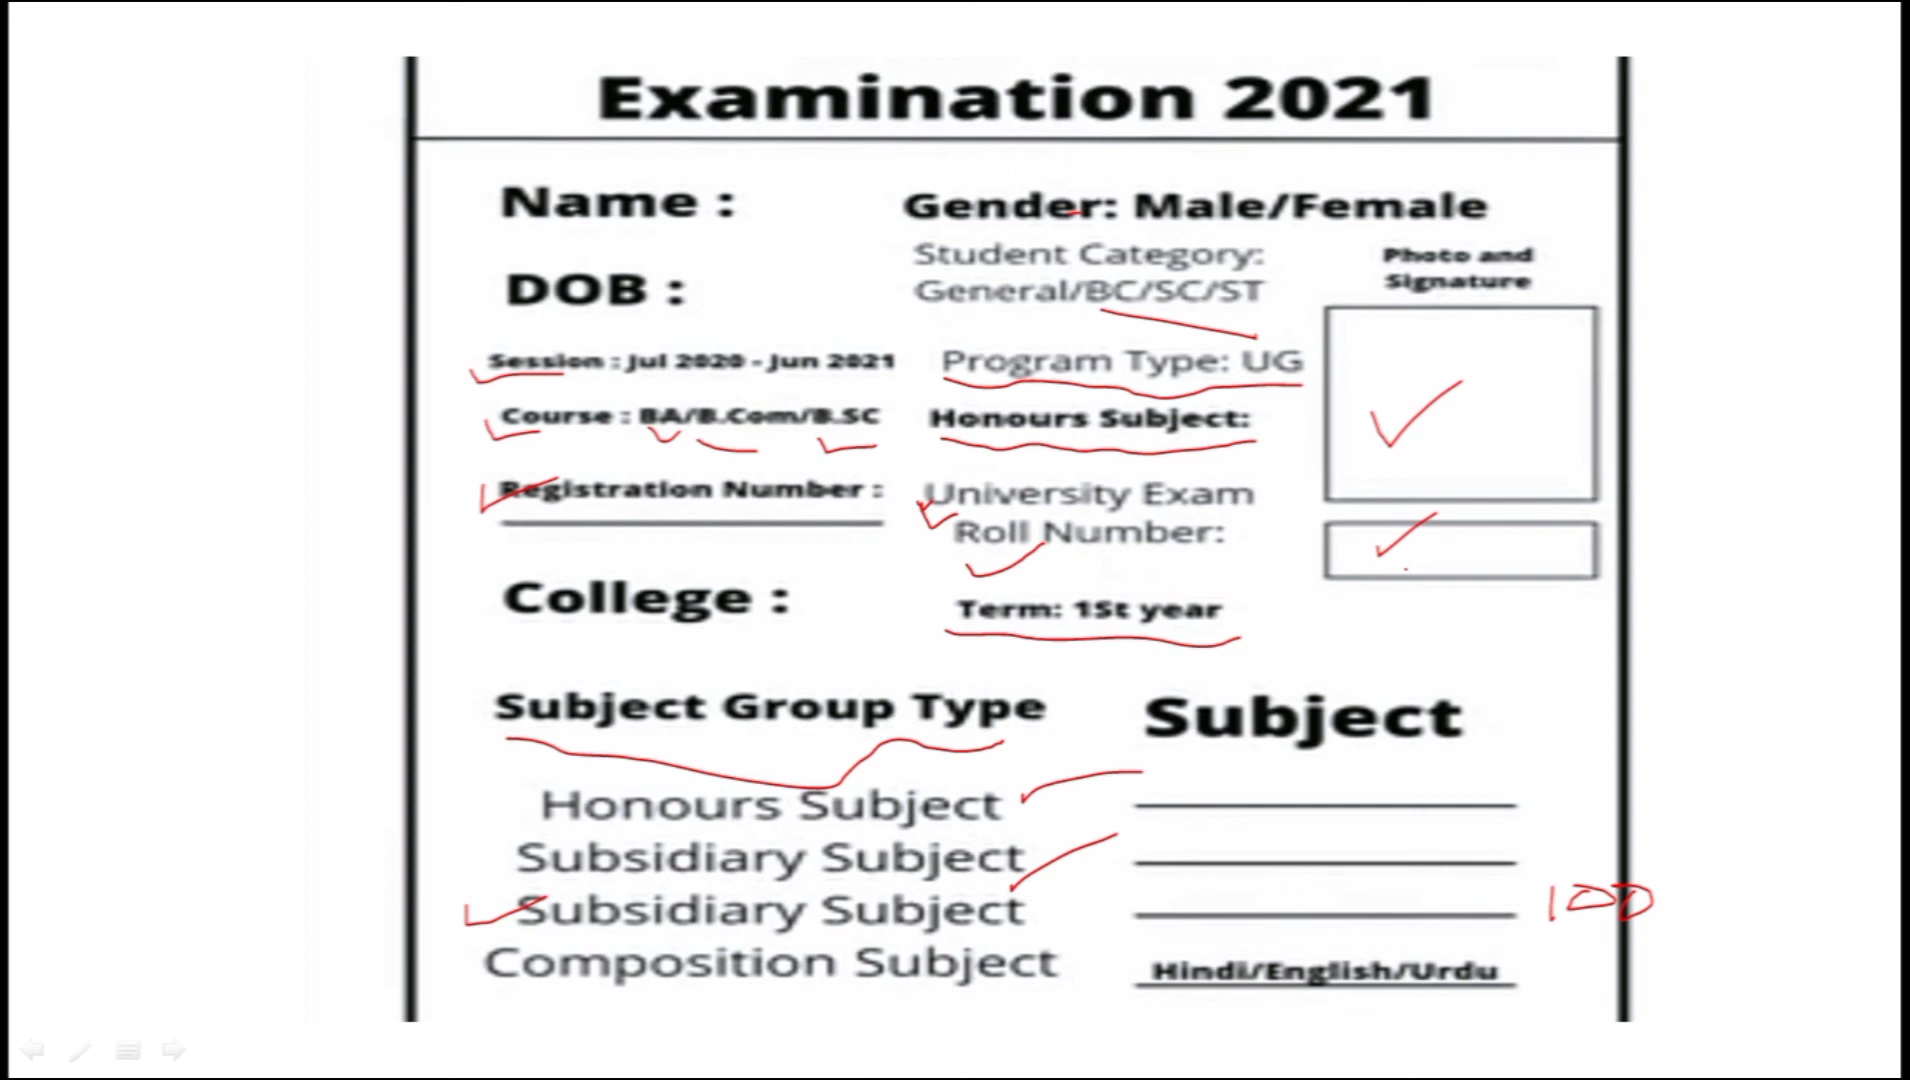 Examination 2021
Name :
Gender: Male/Female
Student Category:
General/BC/SC/ST
Photo and
Signature
DOB :
Session : Jul 2020 - Jun 2021
Program Type: UG
Course : BA/B.Com/B.SC
Honours Subject:
Registration Number :
University Exam
Roll Number:
College :
Term: 1St year
Subject Group Type
Subject
Honours Subject
Subsidiary Subject
Subsidiary Subject
100
Composition Subject
Hindi/English/Urdu